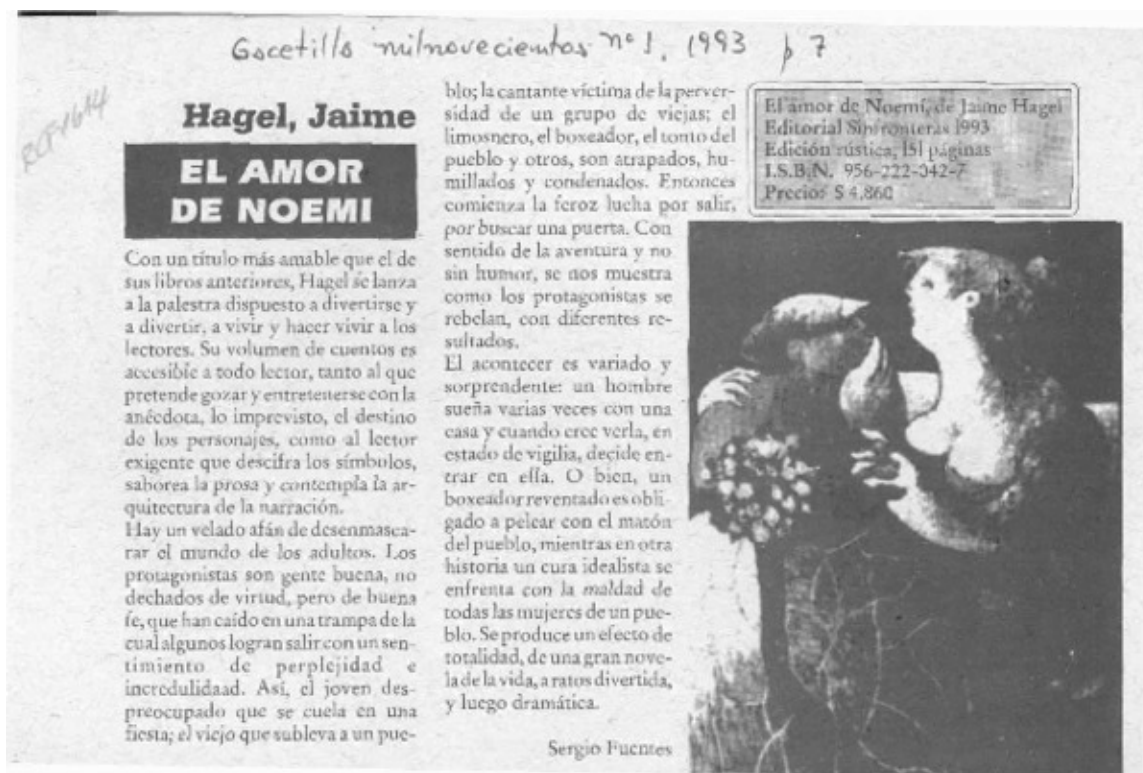 Gacetilla milnovecientos nº 1, 1993 p 7
Hagel, Jaime
EL AMOR
DE NOEMI
Con un título más amable que el de
sus libros anteriores, Hagel se lanza
a la palestra dispuesto a divertirse y
a divertir, a vivir y hacer vivir a los
lectores. Su volumen de cuentos es
accesible a todo lector, tanto al que
pretende gozar y entretenerse con la
anécdota, lo imprevisto, el destino
de los personajes, como al lector
exigente que descifra los símbolos,
saborea la prosa y contempla la ar-
quitectura de la narración.
Hay un velado afán de desenmasca-
rar el mundo de los adultos. Los
protagonistas son gente buena, no
dechados de virtud, pero de buena
fe, que han caído en una trampa de la
cual algunos logran salir con un sen-
timiento de perplejidad e
incredulidaad. Así, el joven des-
preocupado que se cuela en una
fiesta; el viejo que subleva a un pue-
blo; la cantante víctima de la perver-
sidad de un grupo de viejas; el
limosnero, el boxeador, el tonto del
pueblo y otros, son atrapados, hu-
millados y condenados. Entonces
comienza la feroz lucha por salir,
por buscar una puerta. Con
sentido de la aventura y no
sin humor, se nos muestra
como los protagonistas se
rebelan, con diferentes re-
sultados.
El acontecer es variado y
sorprendente: un hombre
sueña varias veces con una
casa y cuando cree verla, en
estado de vigilia, decide en-
trar en ella. O bien, un
boxeador reventado es obli-
gado a pelear con el matón
del pueblo, mientras en otra
historia un cura idealista se
enfrenta con la maldad de
todas las mujeres de un pue-
blo. Se produce un efecto de
totalidad, de una gran nove-
la de la vida, a ratos divertida,
y luego dramática.
Sergio Fuentes
El amor de Noemí, de Jaime Hagel
Editorial Sinfronteras 1993
Edición rústica, 151 páginas
I.S.B.N. 956-222-042-7
Precio: $ 4.860